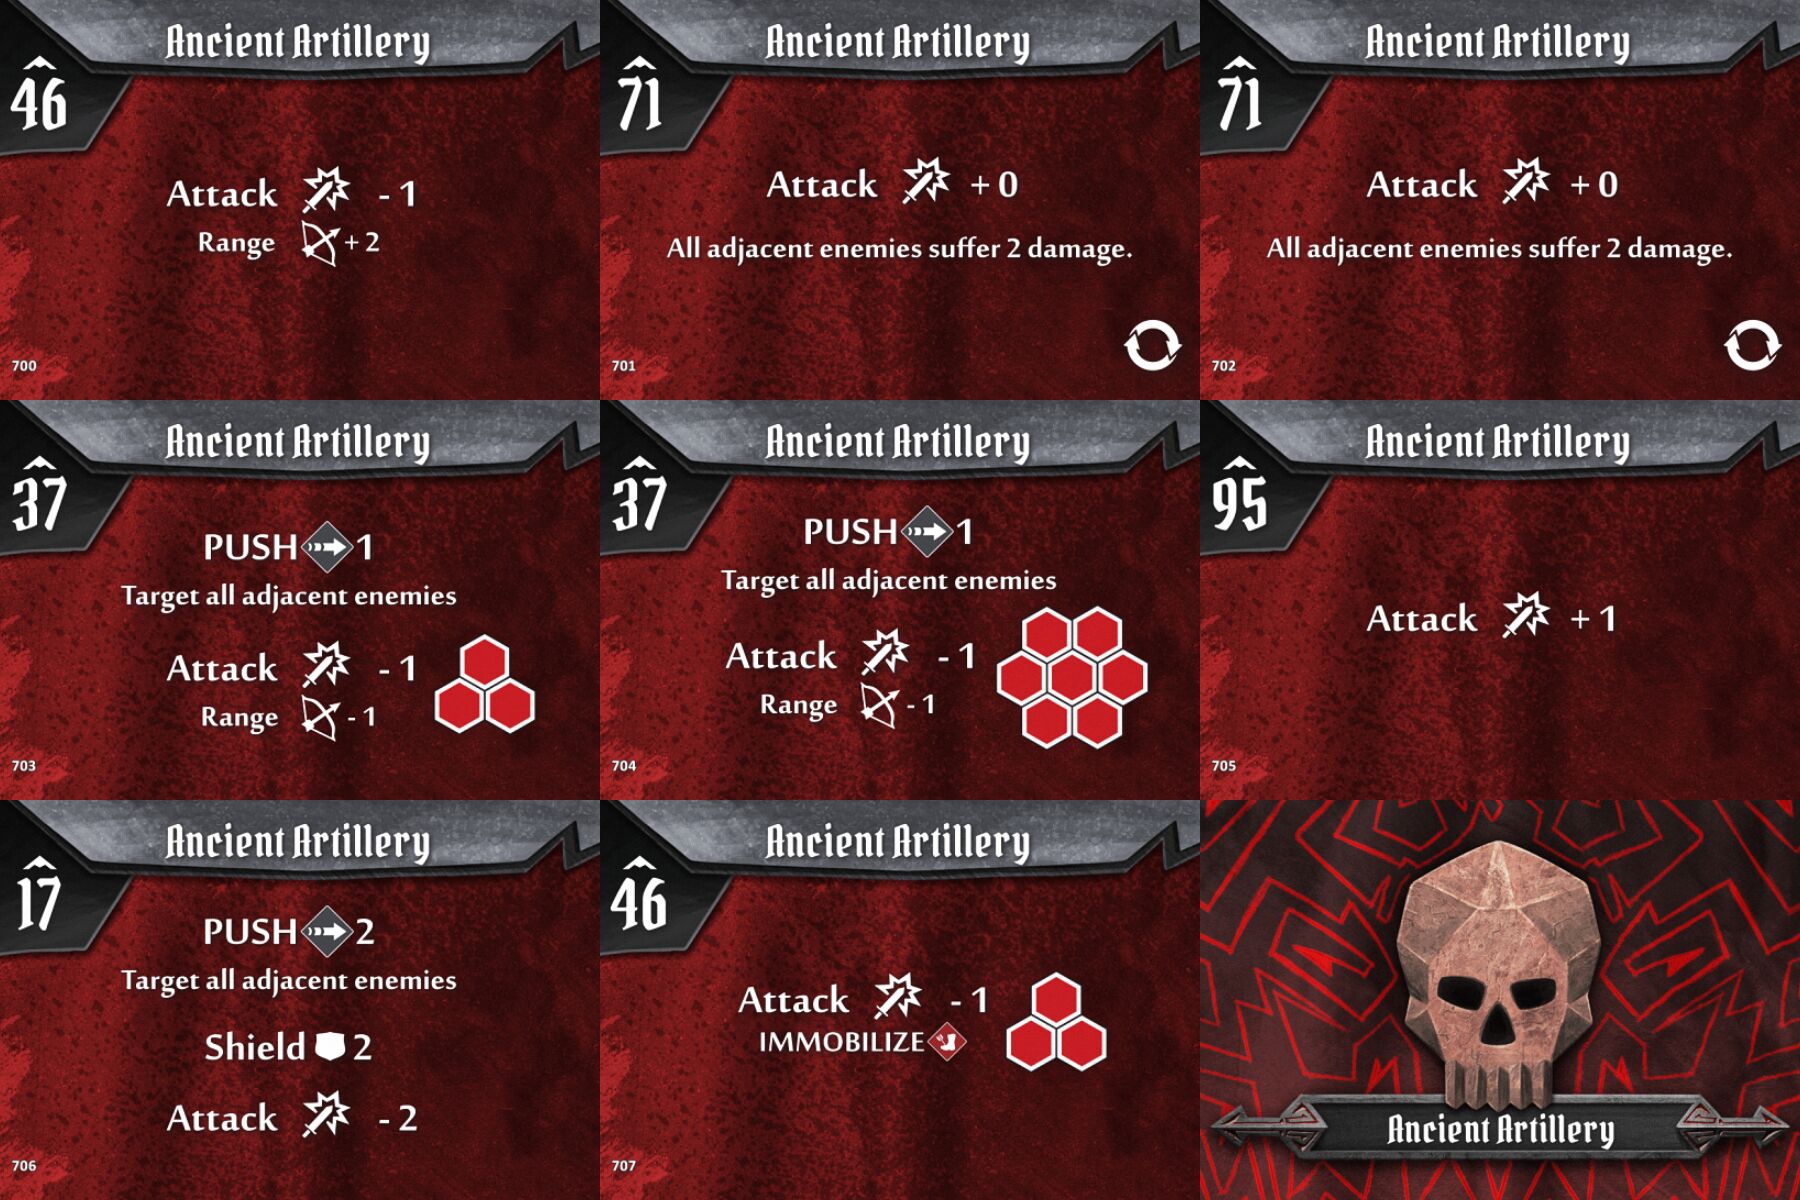 Ancient Artillery
46
Attack - 1
Range + 2
700
Ancient Artillery
71
Attack + 0
All adjacent enemies suffer 2 damage.
701
Ancient Artillery
71
Attack + 0
All adjacent enemies suffer 2 damage.
702
Ancient Artillery
37
PUSH 1
Target all adjacent enemies
Attack - 1
Range - 1
703
Ancient Artillery
37
PUSH 1
Target all adjacent enemies
Attack - 1
Range - 1
704
Ancient Artillery
95
Attack + 1
705
Ancient Artillery
17
PUSH 2
Target all adjacent enemies
Shield 2
Attack - 2
706
Ancient Artillery
46
Attack - 1
IMMOBILIZE
707
Ancient Artillery